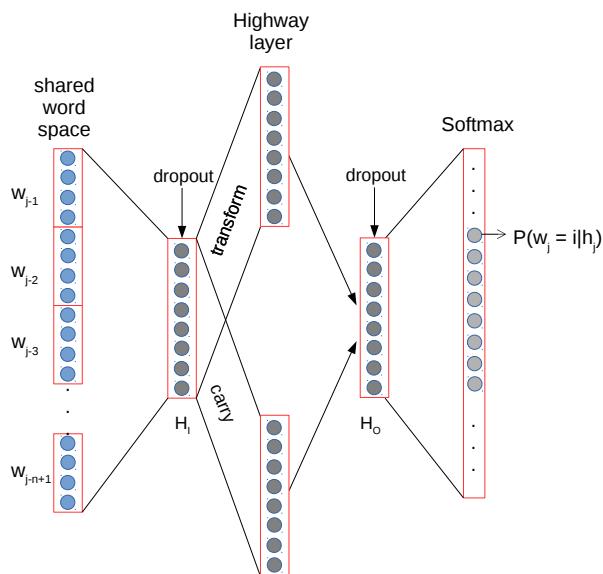 Highway
layer
shared
word
space
Softmax
dropout
dropout
w_{j-1}
transform
P(w_j = i|h_j)
w_{j-2}
w_{j-3}
carry
H_I
H_O
w_{j-n+1}